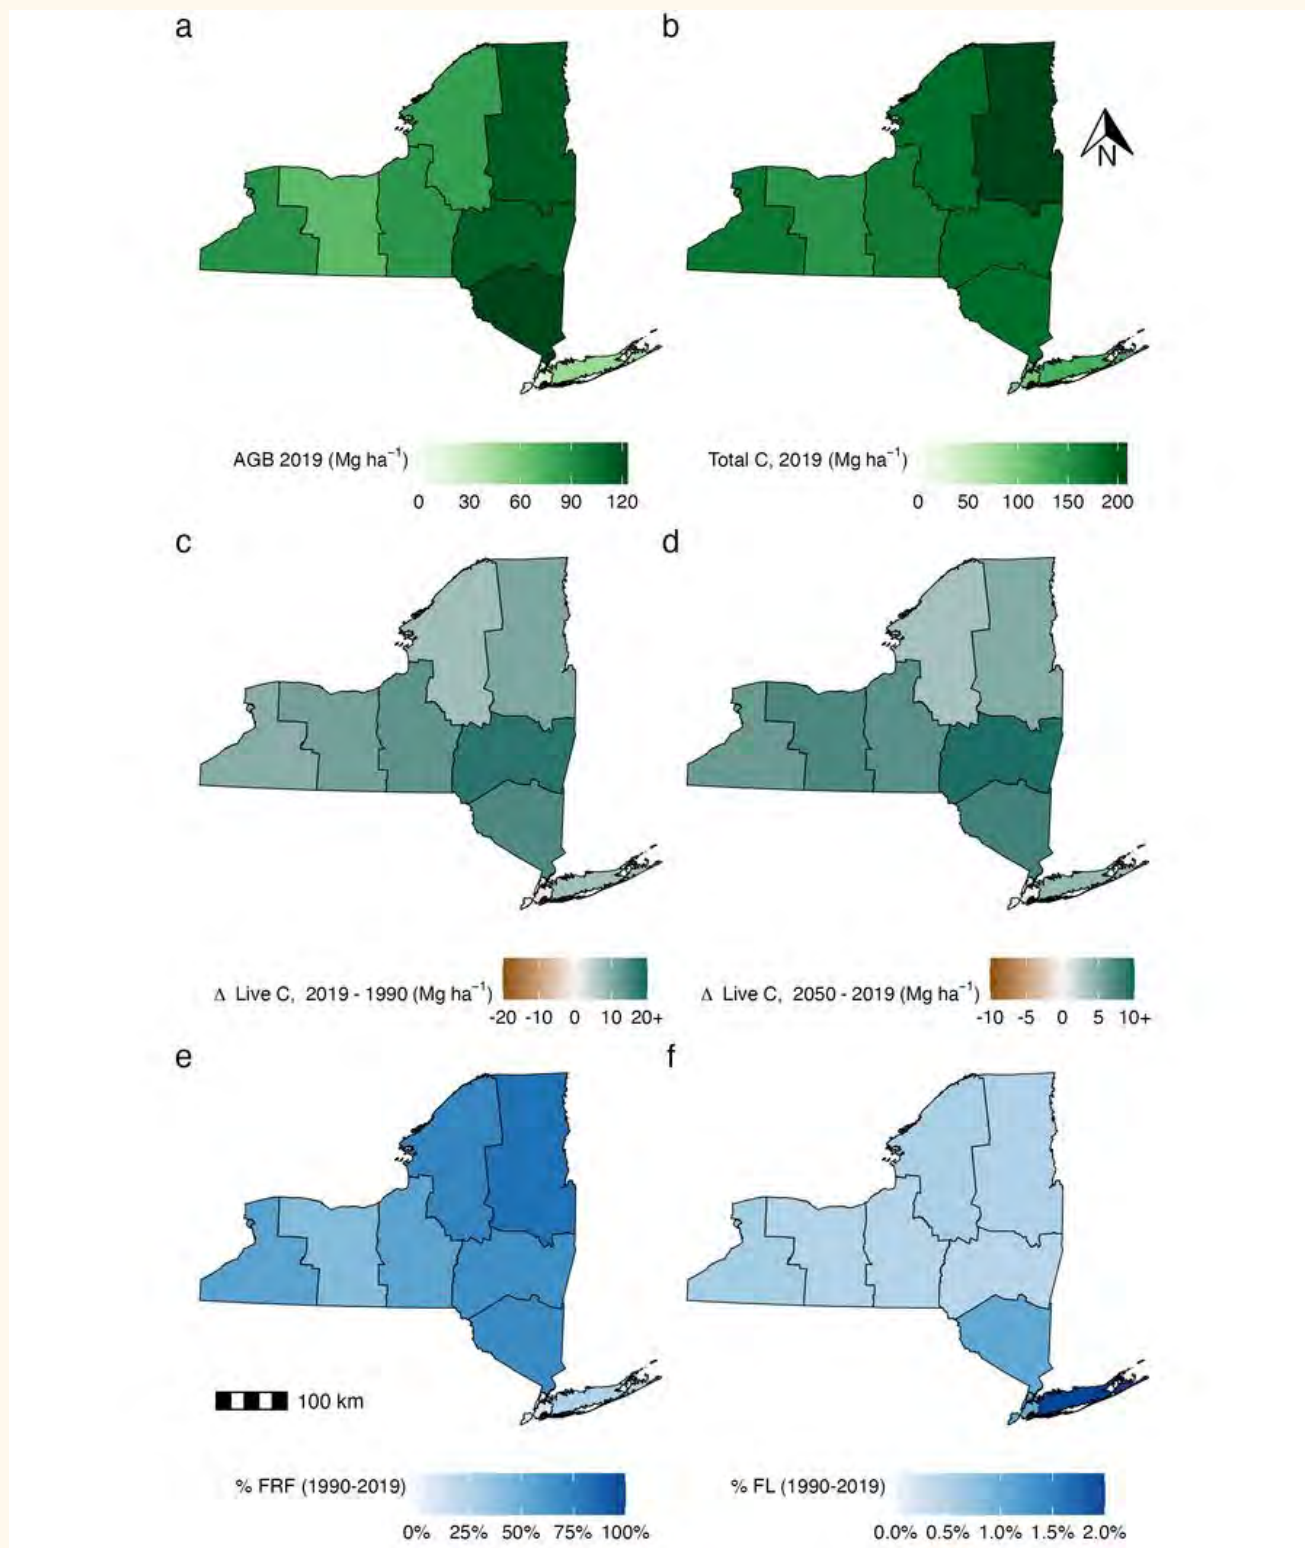 a
b
N
AGB 2019 (Mg ha⁻¹)
0 30 60 90 120
Total C, 2019 (Mg ha⁻¹)
0 50 100 150 200
c
d
Δ Live C, 2019 - 1990 (Mg ha⁻¹)
-20 -10 0 10 20+
Δ Live C, 2050 - 2019 (Mg ha⁻¹)
-10 -5 0 5 10+
e
f
100 km
% FRF (1990-2019)
0% 25% 50% 75% 100%
% FL (1990-2019)
0.0% 0.5% 1.0% 1.5% 2.0%